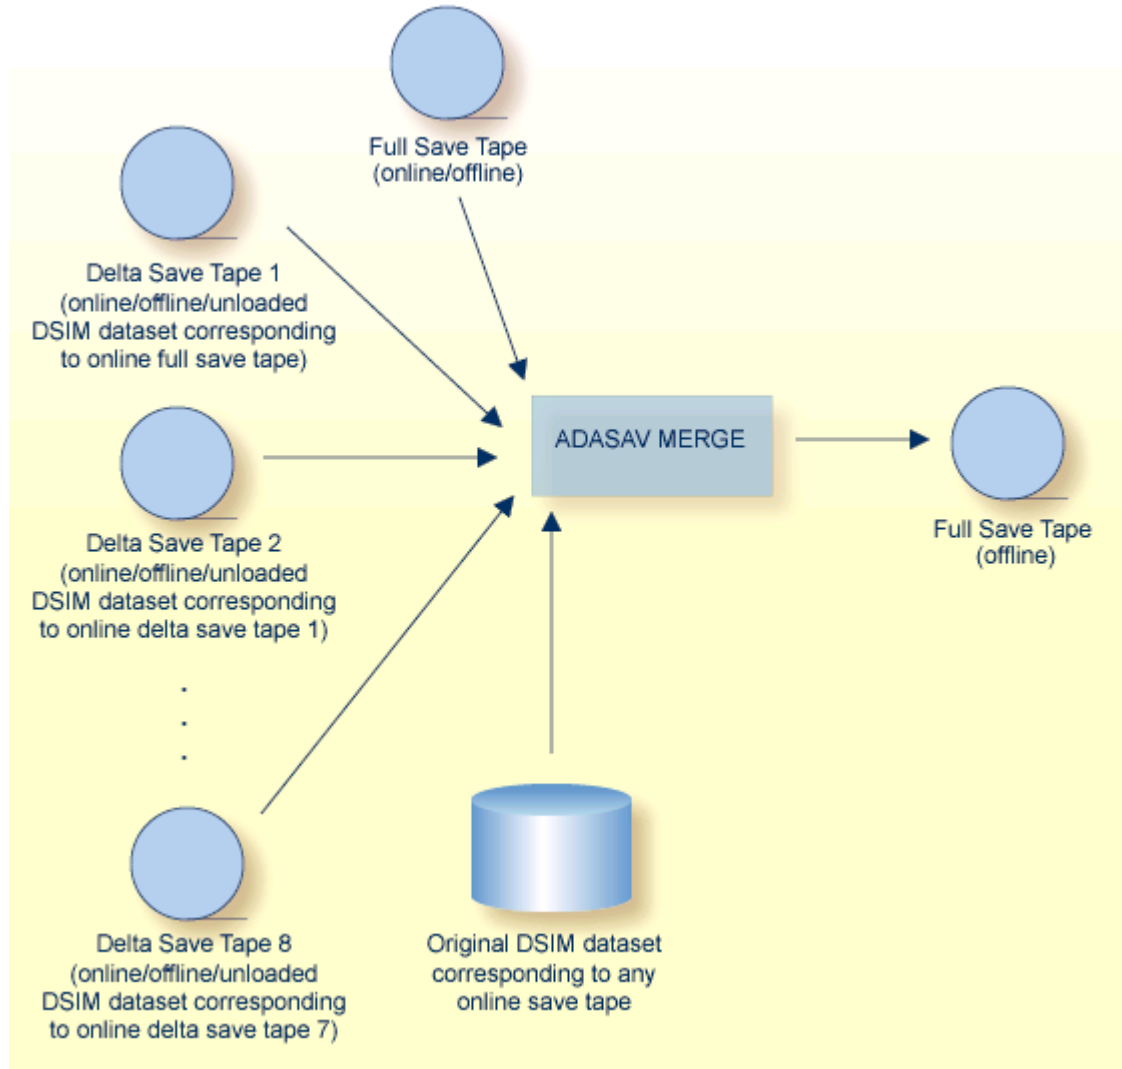 Full Save Tape
(online/offline)
Delta Save Tape 1
(online/offline/unloaded
DSIM dataset corresponding
to online full save tape)
ADASAV MERGE
Full Save Tape
(offline)
Delta Save Tape 2
(online/offline/unloaded
DSIM dataset corresponding
to online delta save tape 1)
.
.
.
Delta Save Tape 8
(online/offline/unloaded
DSIM dataset corresponding
to online delta save tape 7)
Original DSIM dataset
corresponding to any
online save tape